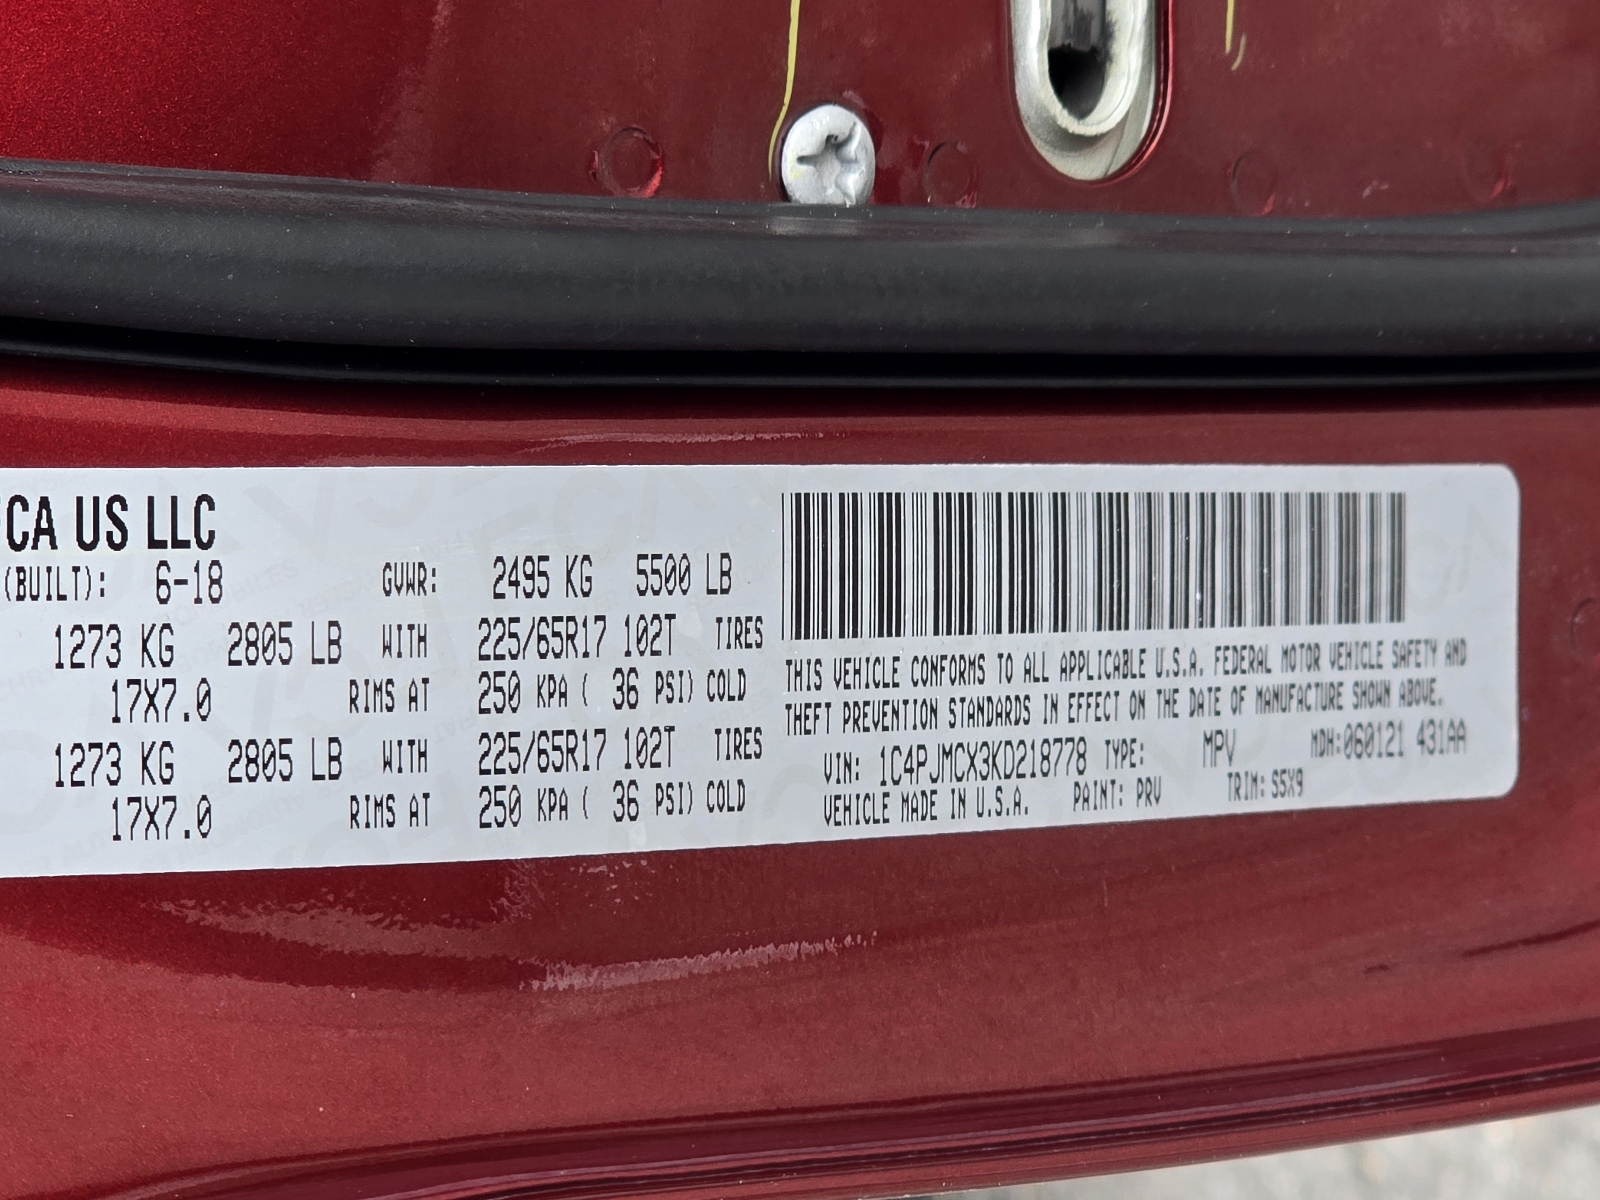 CA US LLC
(BUILT): 6-18 GVWR: 2495 KG 5500 LB
1273 KG 2805 LB WITH 225/65R17 102T TIRES
17X7.0 RIMS AT 250 KPA ( 36 PSI) COLD
1273 KG 2805 LB WITH 225/65R17 102T TIRES
17X7.0 RIMS AT 250 KPA ( 36 PSI) COLD
THIS VEHICLE CONFORMS TO ALL APPLICABLE U.S.A. FEDERAL MOTOR VEHICLE SAFETY AND
THEFT PREVENTION STANDARDS IN EFFECT ON THE DATE OF MANUFACTURE SHOWN ABOVE.
VIN: 1C4PJMCX3KD218778 TYPE: MPV MDH:060121 431AA
VEHICLE MADE IN U.S.A. PAINT: PRV TRIM: S5X9